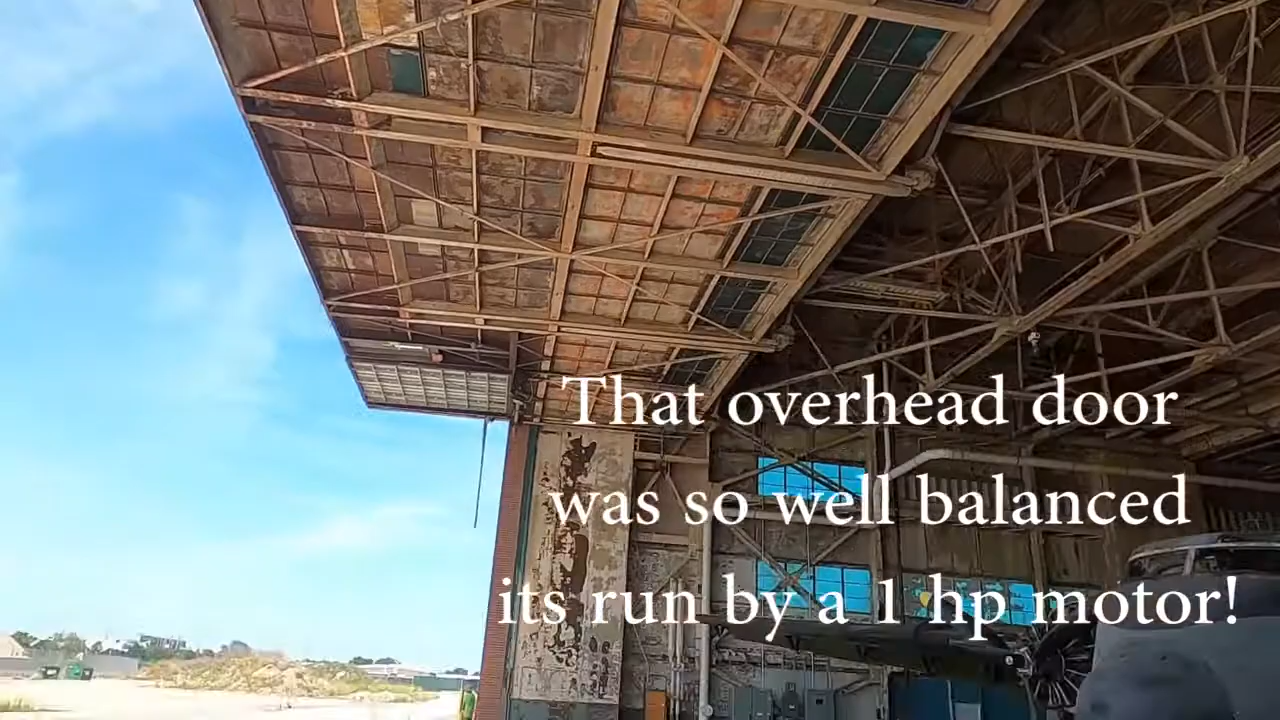 That overhead door
was so well balanced
its run by a 1 hp motor!